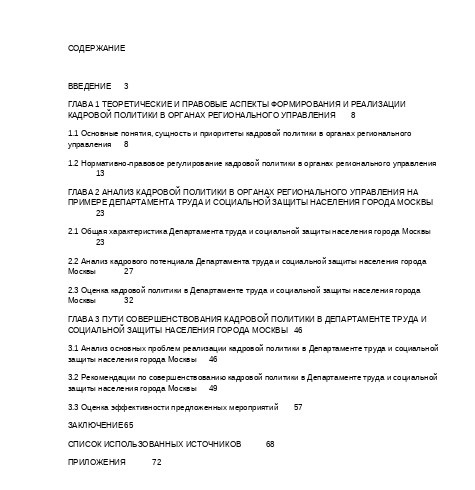 СОДЕРЖАНИЕ
ВВЕДЕНИЕ 3
ГЛАВА 1 ТЕОРЕТИЧЕСКИЕ И ПРАВОВЫЕ АСПЕКТЫ ФОРМИРОВАНИЯ И РЕАЛИЗАЦИИ
КАДРОВОЙ ПОЛИТИКИ В ОРГАНАХ РЕГИОНАЛЬНОГО УПРАВЛЕНИЯ 8
1.1 Основные понятия, сущность и приоритеты кадровой политики в органах регионального
управления 8
1.2 Нормативно-правовое регулирование кадровой политики в органах регионального управления
13
ГЛАВА 2 АНАЛИЗ КАДРОВОЙ ПОЛИТИКИ В ОРГАНАХ РЕГИОНАЛЬНОГО УПРАВЛЕНИЯ НА
ПРИМЕРЕ ДЕПАРТАМЕНТА ТРУДА И СОЦИАЛЬНОЙ ЗАЩИТЫ НАСЕЛЕНИЯ ГОРОДА МОСКВЫ
23
2.1 Общая характеристика Департамента труда и социальной защиты населения города Москвы
23
2.2 Анализ кадрового потенциала Департамента труда и социальной защиты населения города
Москвы 27
2.3 Оценка кадровой политики в Департаменте труда и социальной защиты населения города
Москвы 32
ГЛАВА 3 ПУТИ СОВЕРШЕНСТВОВАНИЯ КАДРОВОЙ ПОЛИТИКИ В ДЕПАРТАМЕНТЕ ТРУДА И
СОЦИАЛЬНОЙ ЗАЩИТЫ НАСЕЛЕНИЯ ГОРОДА МОСКВЫ 46
3.1 Анализ основных проблем реализации кадровой политики в Департаменте труда и социальной
защиты населения города Москвы 46
3.2 Рекомендации по совершенствованию кадровой политики в Департаменте труда и социальной
защиты населения города Москвы 49
3.3 Оценка эффективности предложенных мероприятий 57
ЗАКЛЮЧЕНИЕ65
СПИСОК ИСПОЛЬЗОВАННЫХ ИСТОЧНИКОВ 68
ПРИЛОЖЕНИЯ 72